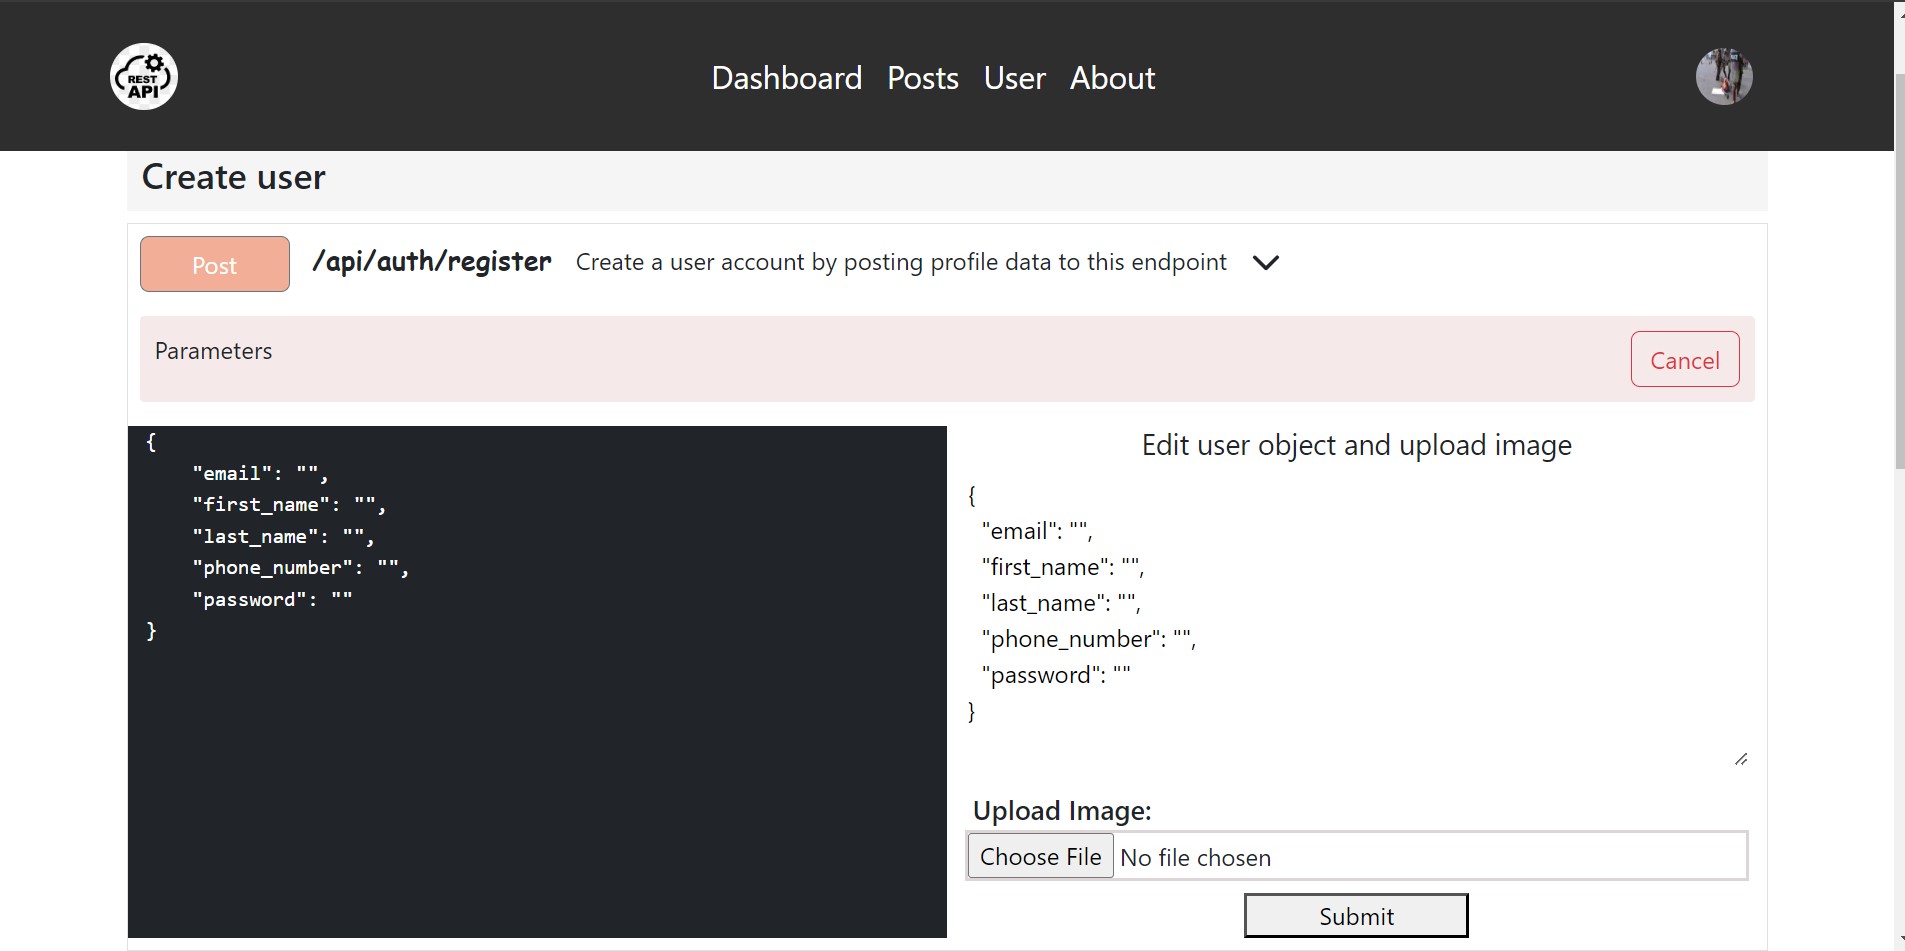 REST
API
Dashboard Posts User About
Create user
Post /api/auth/register Create a user account by posting profile data to this endpoint
Parameters
Cancel
{
"email": "",
"first_name": "",
"last_name": "",
"phone_number": "",
"password": ""
}
Edit user object and upload image
{
"email": "",
"first_name": "",
"last_name": "",
"phone_number": "",
"password": ""
}
Upload Image:
Choose File No file chosen
Submit